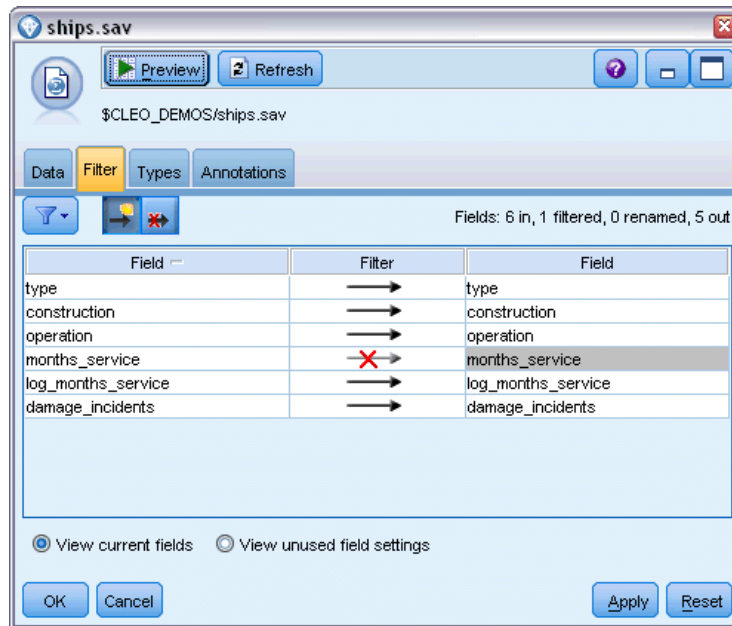 ships.sav
Preview Refresh
$CLEO_DEMOS/ships.sav
Data Filter Types Annotations
Fields: 6 in, 1 filtered, 0 renamed, 5 out
Field Filter Field
type type
construction construction
operation operation
months_service months_service
log_months_service log_months_service
damage_incidents damage_incidents
View current fields View unused field settings
OK Cancel Apply Reset